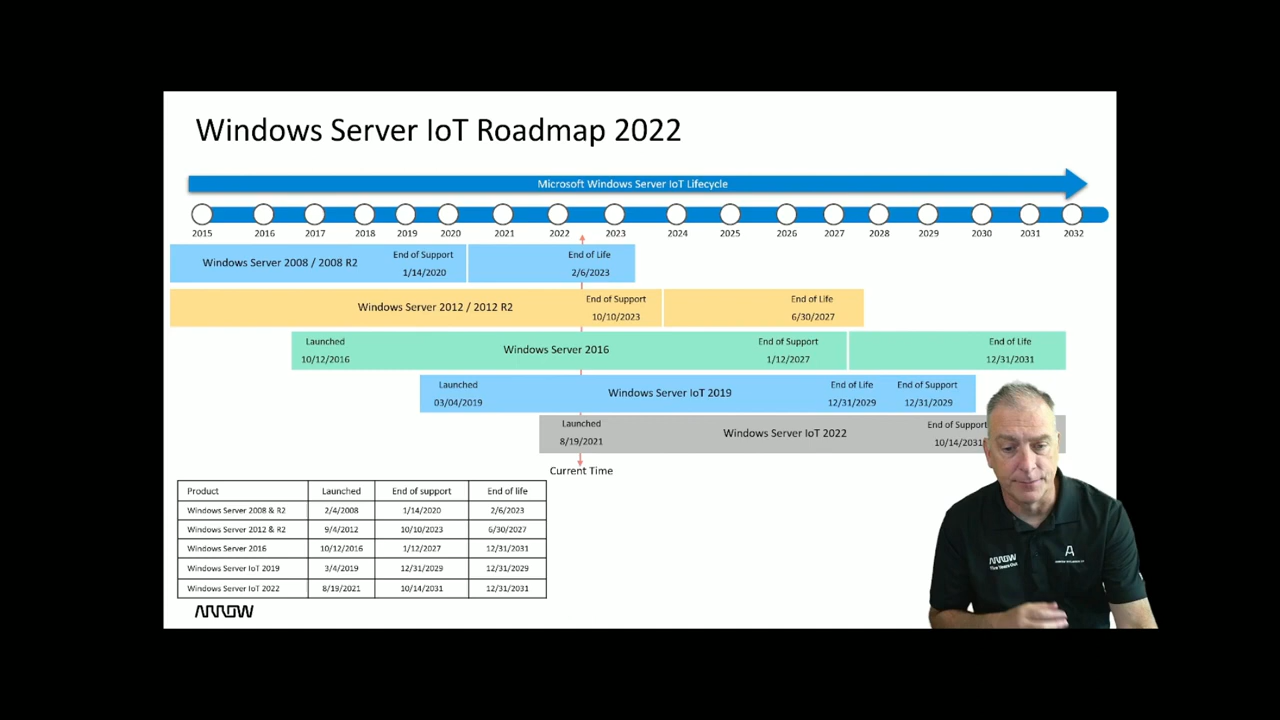 Windows Server IoT Roadmap 2022
Microsoft Windows Server IoT Lifecycle
2015 2016 2017 2018 2019 2020 2021 2022 2023 2024 2025 2026 2027 2028 2029 2030 2031 2032
Windows Server 2008 / 2008 R2
End of Support
1/14/2020
End of Life
2/6/2023
Windows Server 2012 / 2012 R2
End of Support
10/10/2023
End of Life
6/30/2027
Launched
10/12/2016
Windows Server 2016
End of Support
1/12/2027
End of Life
12/31/2031
Launched
03/04/2019
Windows Server IoT 2019
End of Life
12/31/2029
End of Support
12/31/2029
Launched
8/19/2021
Windows Server IoT 2022
End of Support
10/14/2031
Current Time
Product Launched End of support End of life
Windows Server 2008 & R2 2/4/2008 1/14/2020 2/6/2023
Windows Server 2012 & R2 9/4/2012 10/10/2023 6/30/2027
Windows Server 2016 10/12/2016 1/12/2027 12/31/2031
Windows Server IoT 2019 3/4/2019 12/31/2029 12/31/2029
Windows Server IoT 2022 8/19/2021 10/14/2031 12/31/2031
ARROW
ARROW
Five Years Out